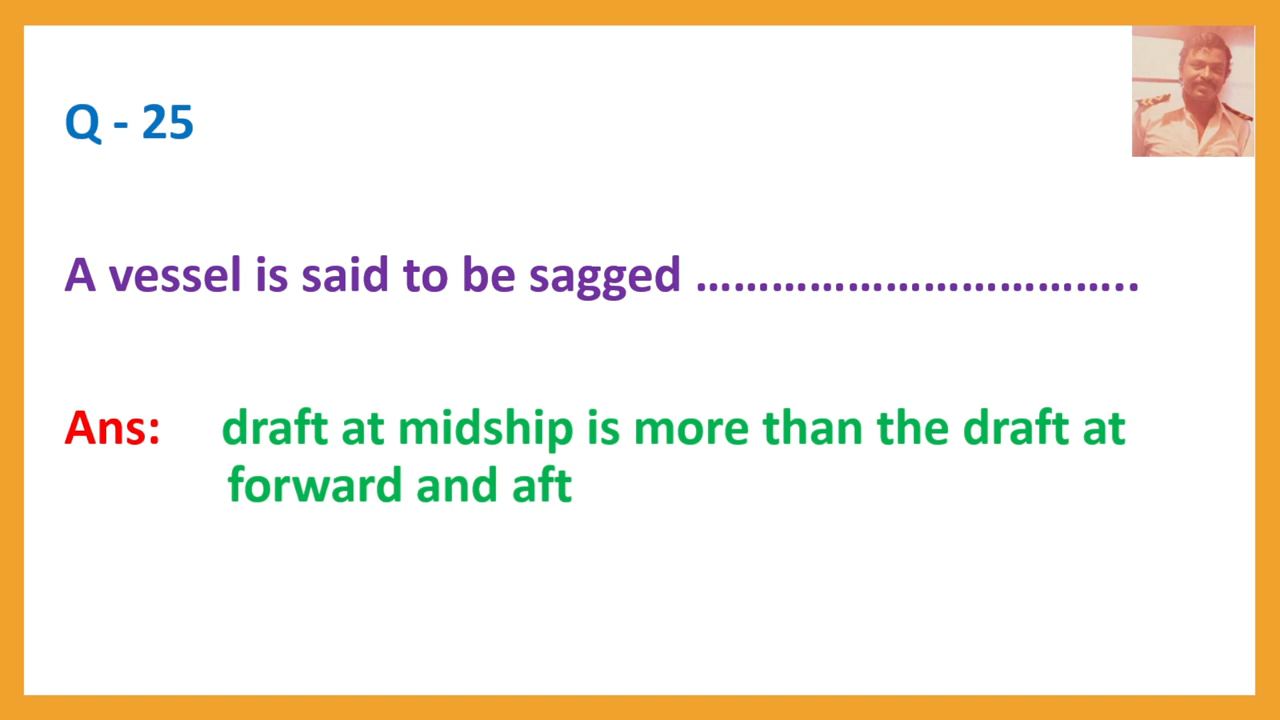 Q - 25
A vessel is said to be sagged ……………………………..
Ans: draft at midship is more than the draft at
forward and aft